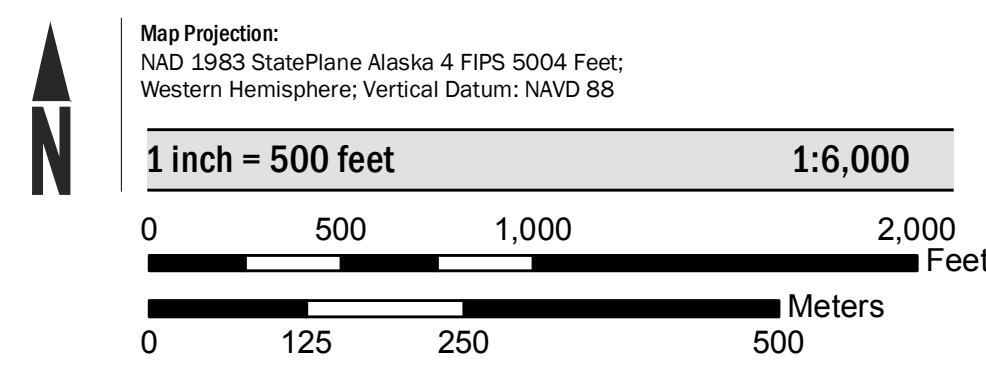 N
Map Projection:
NAD 1983 StatePlane Alaska 4 FIPS 5004 Feet;
Western Hemisphere; Vertical Datum: NAVD 88
1 inch = 500 feet 1:6,000
0 500 1,000 2,000
Feet
Meters
0 125 250 500